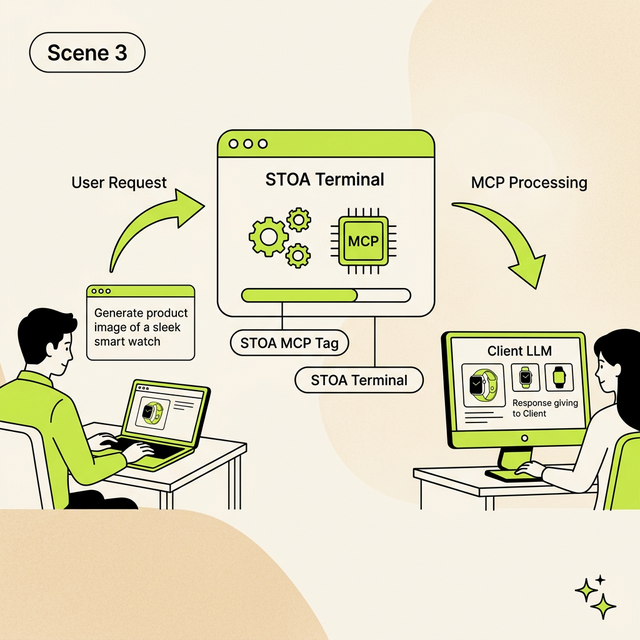 Scene 3
User Request
STOA Terminal
MCP Processing
MCP
Generate product
image of a sleek
smart watch
STOA MCP Tag
STOA Terminal
Client LLM
Response giving
to Client